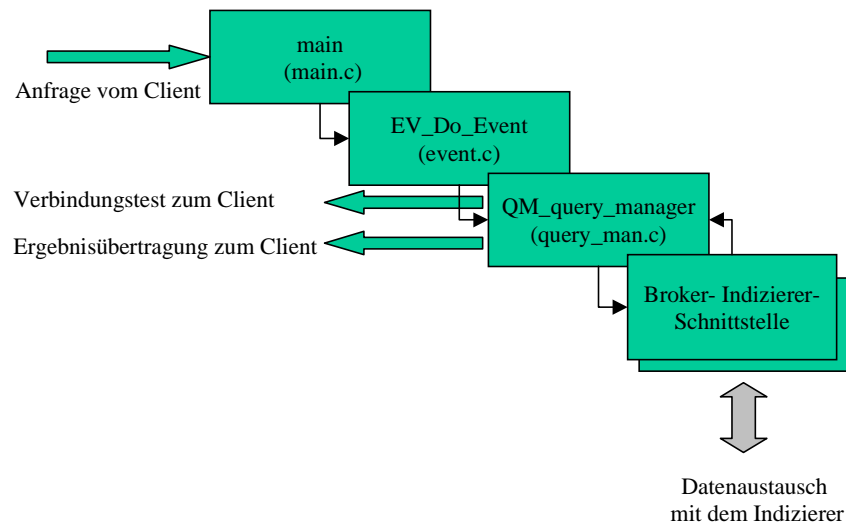 main
(main.c)
Anfrage vom Client
EV_Do_Event
(event.c)
Verbindungstest zum Client
QM_query_manager
(query_man.c)
Ergebnisübertragung zum Client
Broker- Indizierer-
Schnittstelle
Datenaustausch
mit dem Indizierer